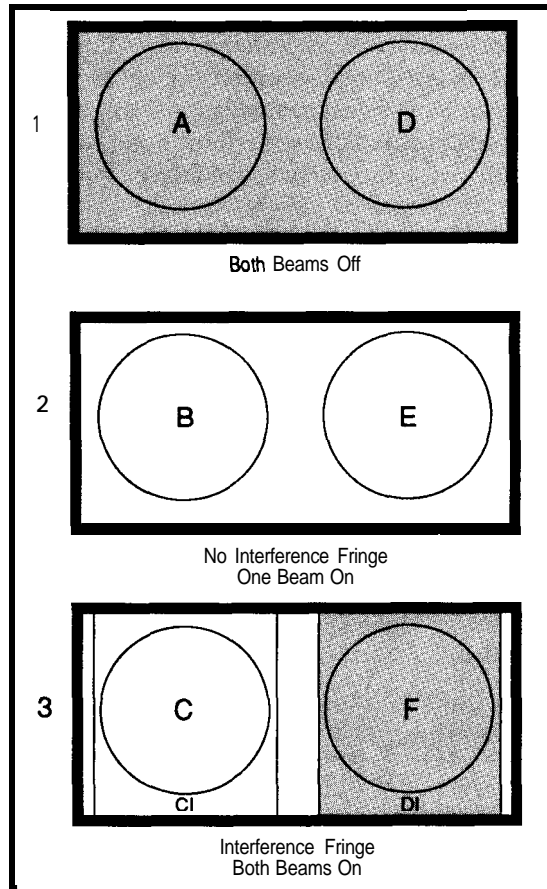 1
A D
Both Beams Off
2
B E
No Interference Fringe
One Beam On
3
C F
CI DI
Interference Fringe
Both Beams On